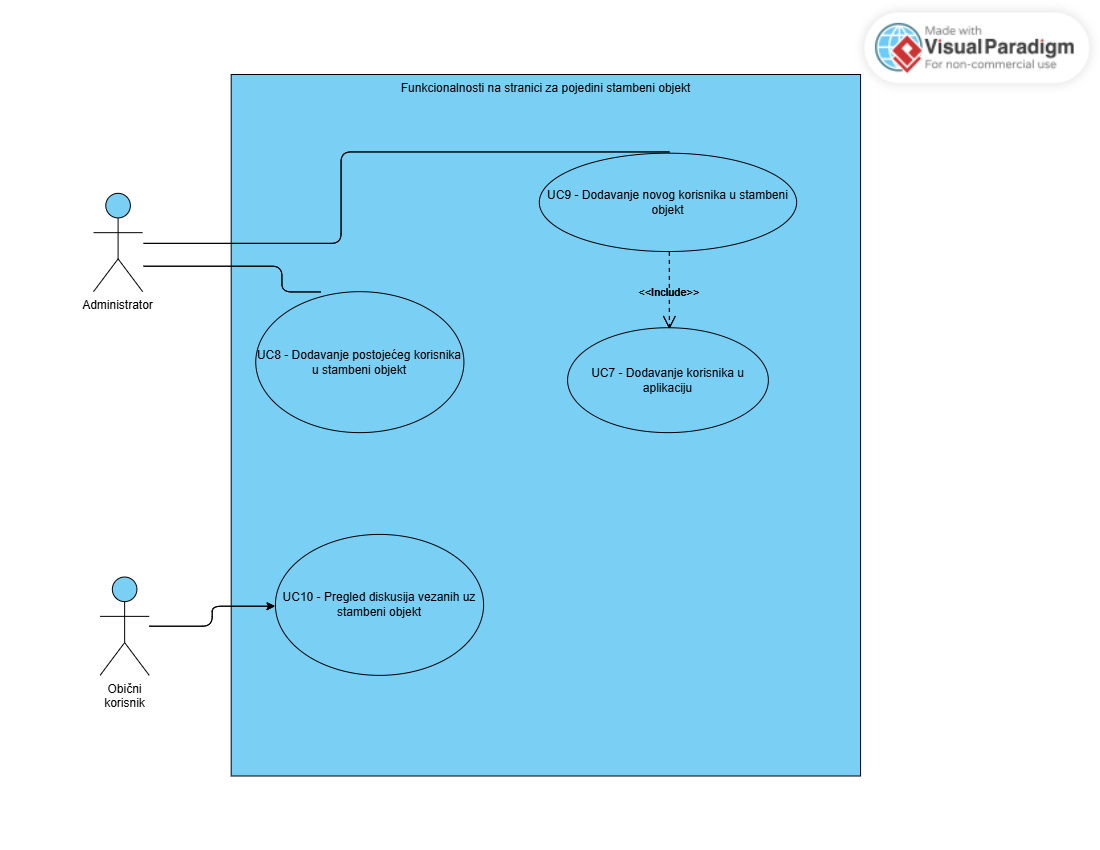 Made with
Visual Paradigm
For non-commercial use
Funkcionalnosti na stranici za pojedini stambeni objekt
UC9 - Dodavanje novog korisnika u stambeni
objekt
Administrator
<<Include>>
UC8 - Dodavanje postojećeg korisnika
u stambeni objekt
UC7 - Dodavanje korisnika u
aplikaciju
UC10 - Pregled diskusija vezanih uz
stambeni objekt
Obični
korisnik